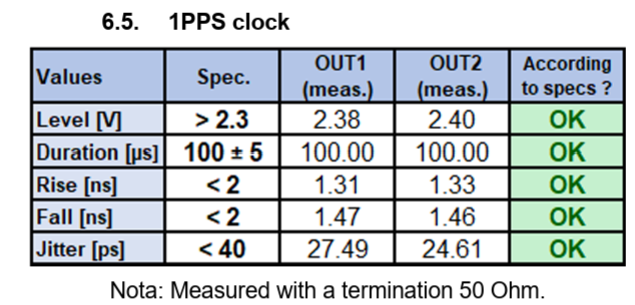 6.5. 1PPS clock
Values Spec. OUT1 (meas.) OUT2 (meas.) According to specs ?
Level [V] > 2.3 2.38 2.40 OK
Duration [µs] 100 ± 5 100.00 100.00 OK
Rise [ns] < 2 1.31 1.33 OK
Fall [ns] < 2 1.47 1.46 OK
Jitter [ps] < 40 27.49 24.61 OK
Nota: Measured with a termination 50 Ohm.